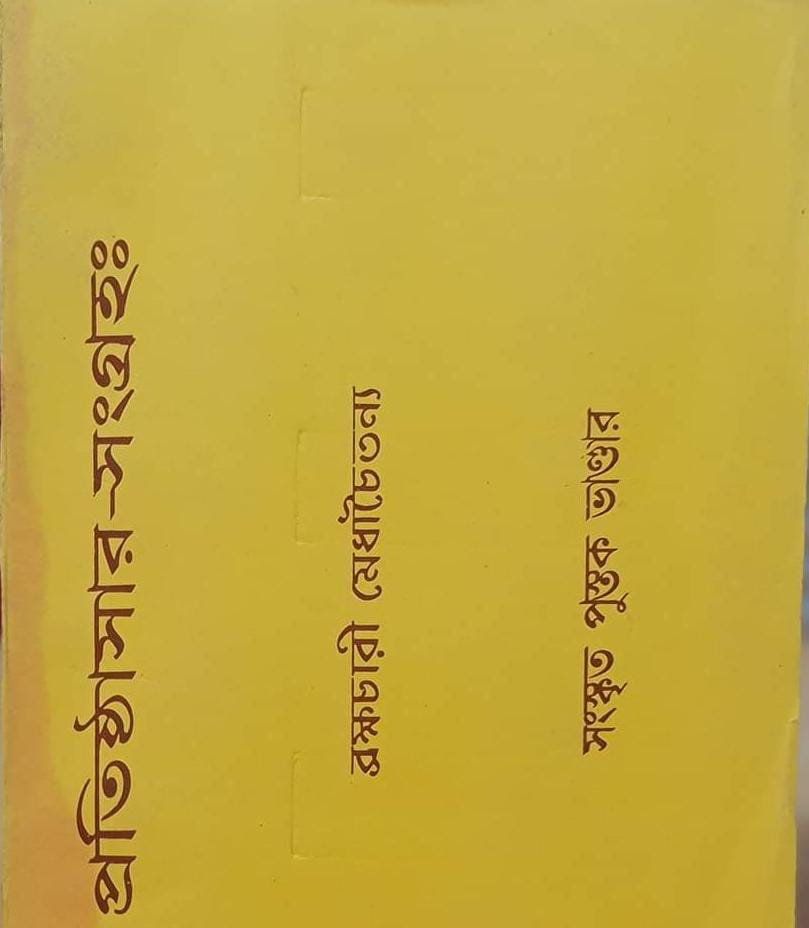 প্রতিষ্ঠাসার-সংগ্রহঃ
ব্রহ্মচারী মেধাচৈতন্য
সংস্কৃত পুস্তক ভাণ্ডার